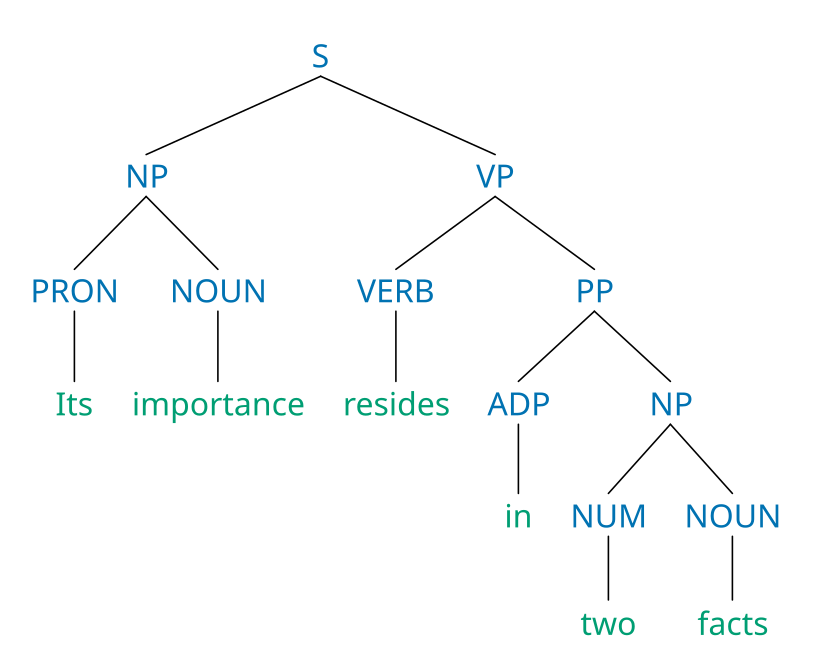 S
NP VP
PRON NOUN VERB PP
Its importance resides ADP NP
in NUM NOUN
two facts